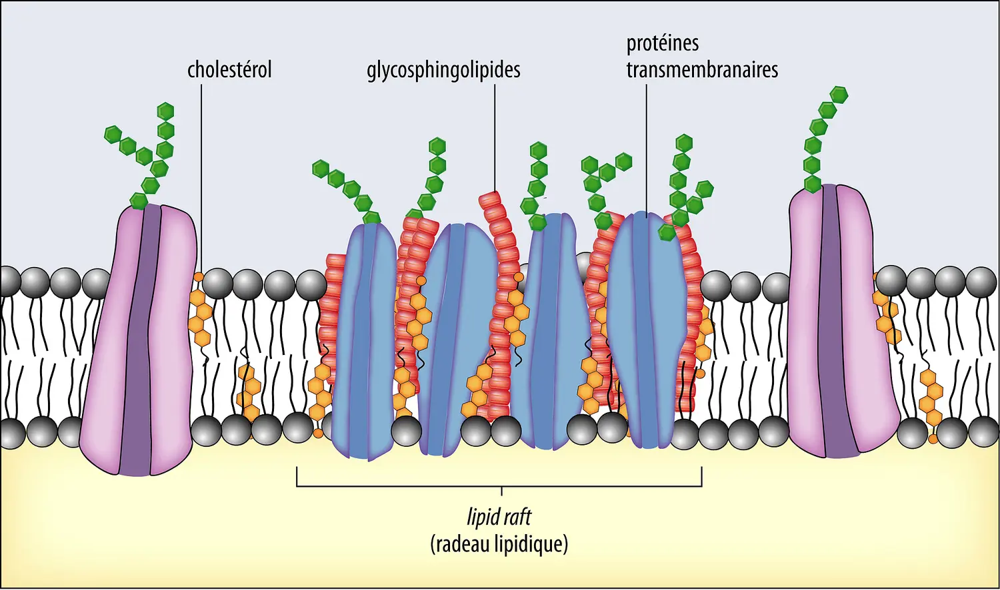 cholestérol
glycosphingolipides
protéines
transmembranaires
lipid raft
(radeau lipidique)